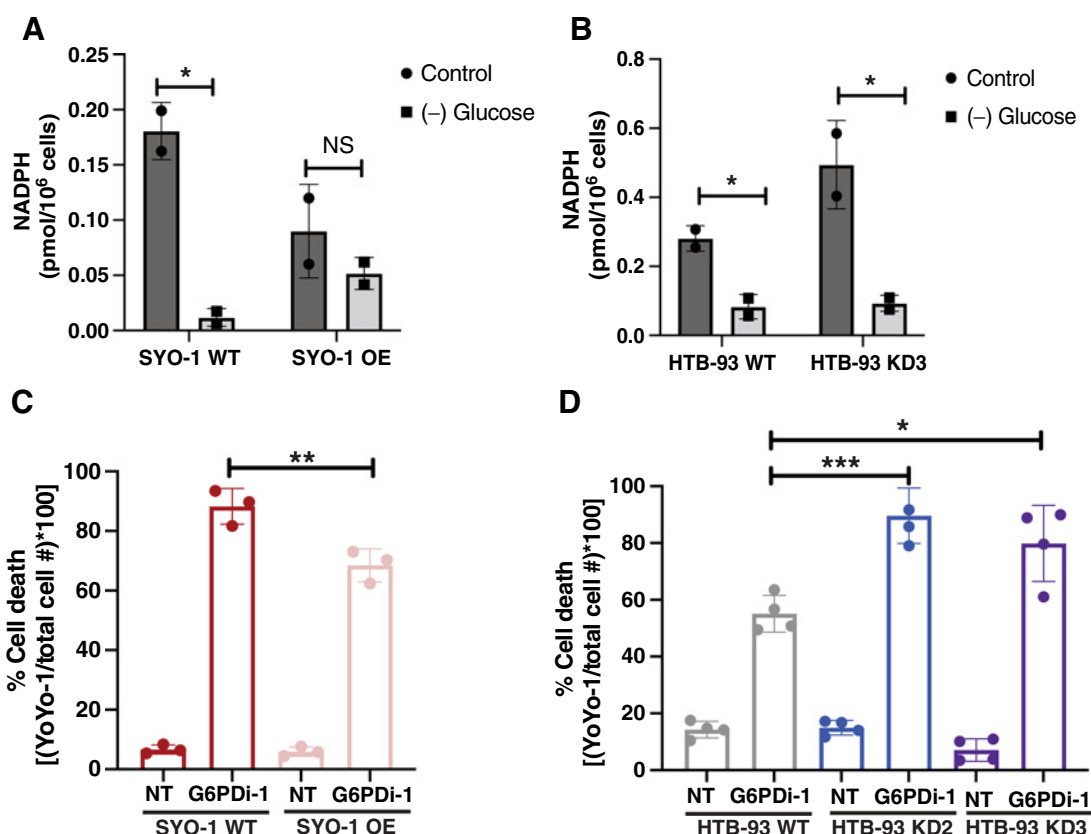 A
NADPH
(pmol/10⁶ cells)
0.25
0.20
0.15
0.10
0.05
0.00
*
NS
Control
(–) Glucose
SYO-1 WT
SYO-1 OE
B
NADPH
(pmol/10⁶ cells)
0.8
0.6
0.4
0.2
0.0
*
*
Control
(–) Glucose
HTB-93 WT
HTB-93 KD3
C
% Cell death
[(YoYo-1/total cell #)*100]
100
80
60
40
20
0
**
NT G6PDi-1 NT G6PDi-1
SYO-1 WT SYO-1 OE
D
% Cell death
[(YoYo-1/total cell #)*100]
100
80
60
40
20
0
*
***
NT G6PDi-1 NT G6PDi-1 NT G6PDi-1
HTB-93 WT HTB-93 KD2 HTB-93 KD3